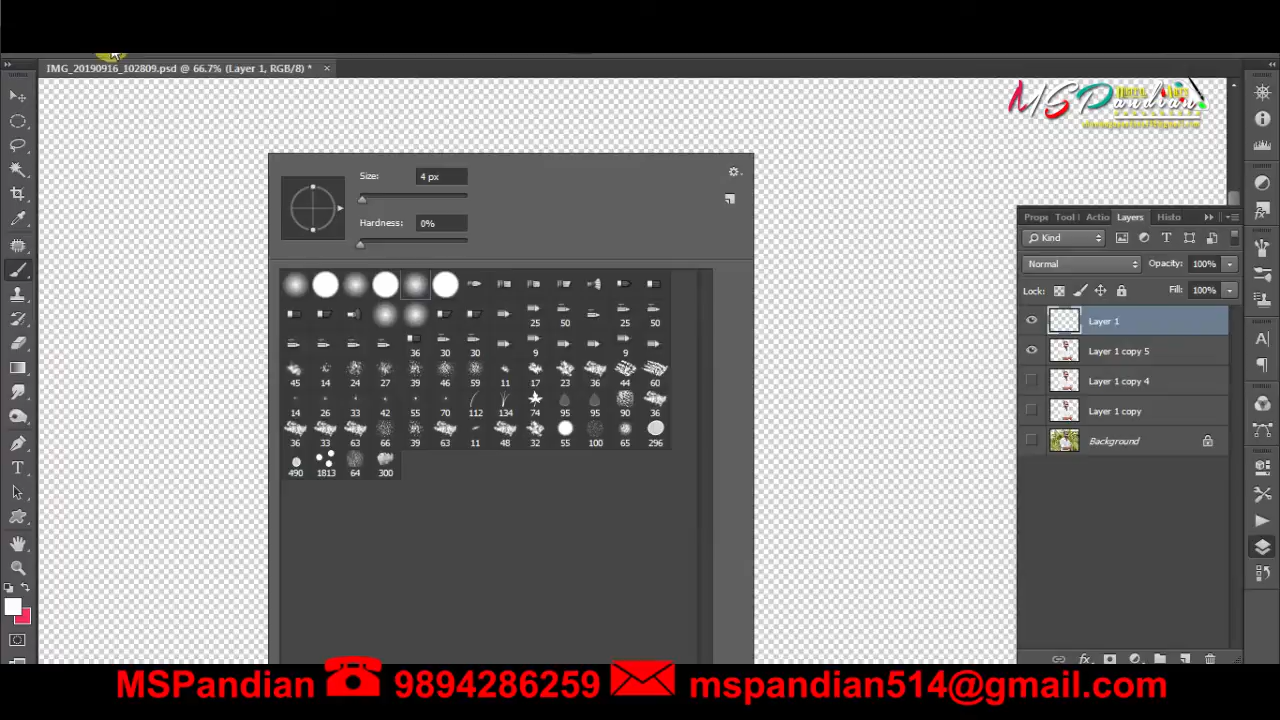 IMG_20190916_102809.psd @ 66.7% (Layer 1, RGB/8) *
MSPandian
Size: 4 px
Hardness: 0%
25 50 25 50
36 30 30 9 9
45 14 24 27 39 46 59 11 17 23 36 44 60
14 26 33 42 55 70 112 134 74 95 95 90 36
36 33 63 66 39 63 11 48 32 55 100 65 296
490 1813 64 300
Prope Tool I Actio Layers Histo
Kind
Normal Opacity: 100%
Lock: Fill: 100%
Layer 1
Layer 1 copy 5
Layer 1 copy 4
Layer 1 copy
Background
MSPandian 9894286259 mspandian514@gmail.com